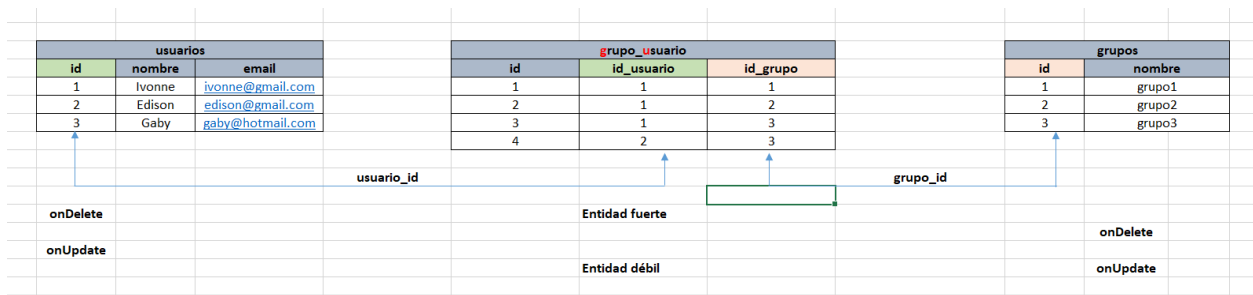 usuarios grupo_usuario grupos
id nombre email id id_usuario id_grupo id nombre
1 Ivonne ivonne@gmail.com 1 1 1 1 grupo1
2 Edison edison@gmail.com 2 1 2 2 grupo2
3 Gaby gaby@hotmail.com 3 1 3 3 grupo3
4 2 3
usuario_id grupo_id
onDelete Entidad fuerte
onDelete
onUpdate
Entidad débil onUpdate